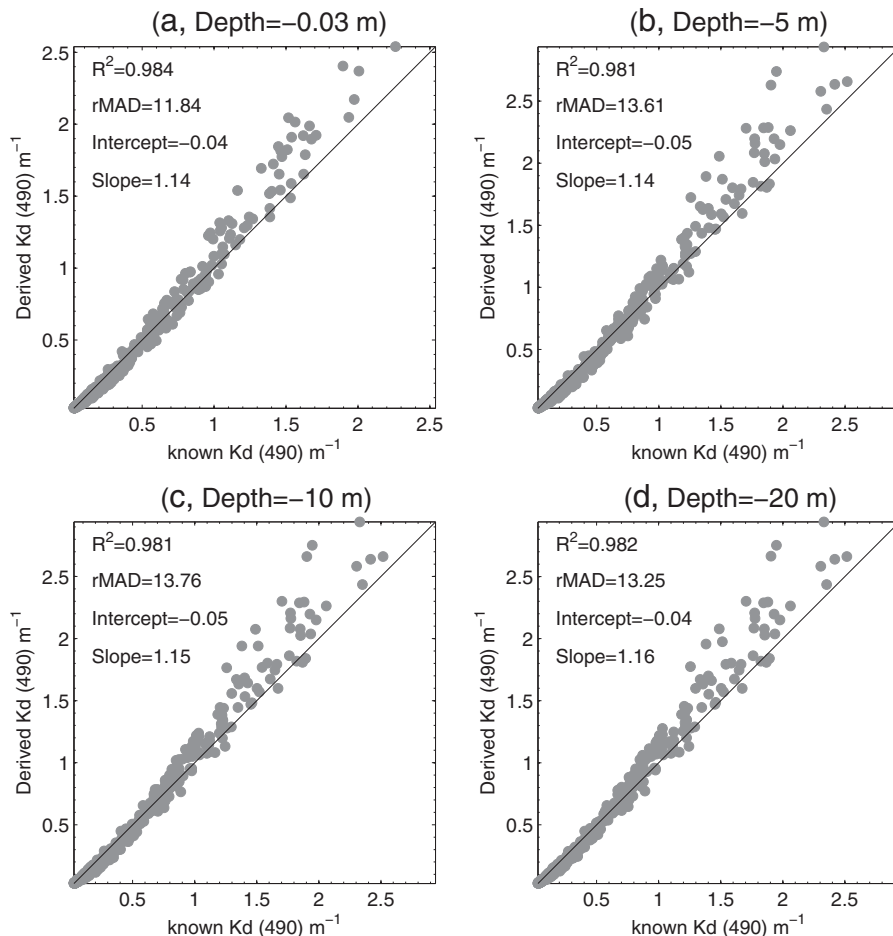 (a, Depth=−0.03 m)
R²=0.984
rMAD=11.84
Intercept=−0.04
Slope=1.14
2.5
2
1.5
1
0.5
Derived Kd (490) m⁻¹
0.5 1 1.5 2 2.5
known Kd (490) m⁻¹
(b, Depth=−5 m)
R²=0.981
rMAD=13.61
Intercept=−0.05
Slope=1.14
2.5
2
1.5
1
0.5
Derived Kd (490) m⁻¹
0.5 1 1.5 2 2.5
known Kd (490) m⁻¹
(c, Depth=−10 m)
R²=0.981
rMAD=13.76
Intercept=−0.05
Slope=1.15
2.5
2
1.5
1
0.5
Derived Kd (490) m⁻¹
0.5 1 1.5 2 2.5
known Kd (490) m⁻¹
(d, Depth=−20 m)
R²=0.982
rMAD=13.25
Intercept=−0.04
Slope=1.16
2.5
2
1.5
1
0.5
Derived Kd (490) m⁻¹
0.5 1 1.5 2 2.5
known Kd (490) m⁻¹